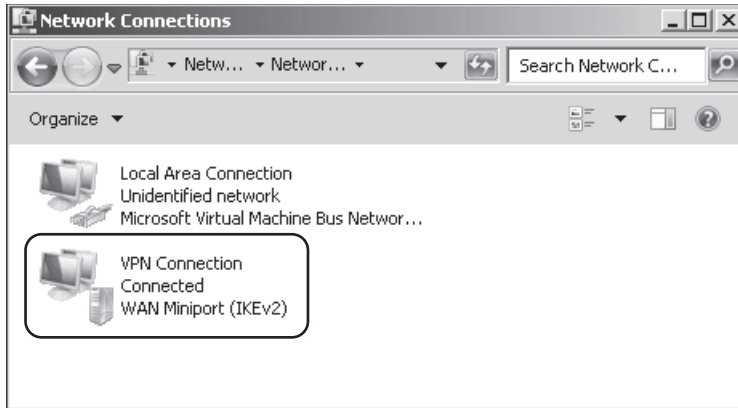 Network Connections
Netw... Networ...
Search Network C...
Organize
Local Area Connection
Unidentified network
Microsoft Virtual Machine Bus Networ...
VPN Connection
Connected
WAN Miniport (IKEv2)